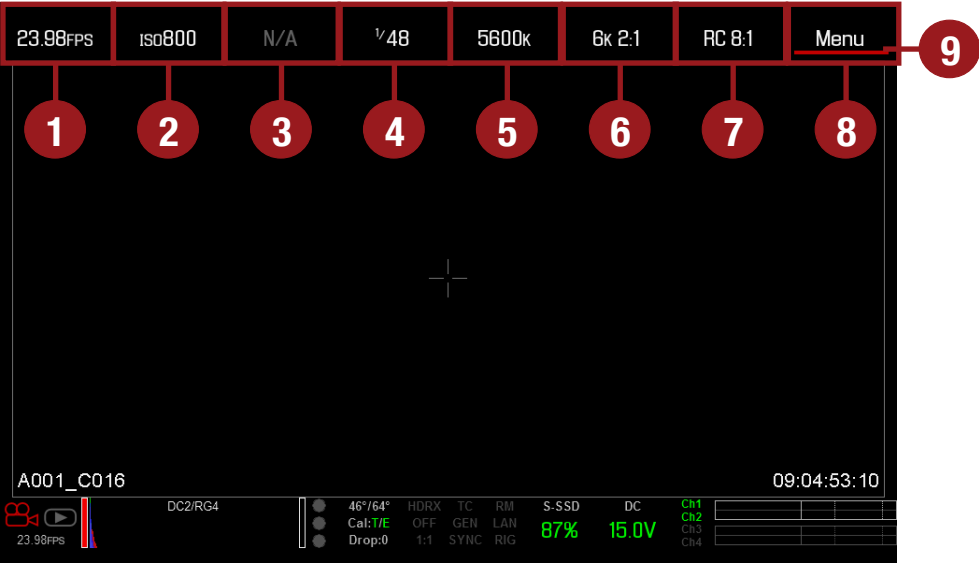 23.98FPS ISO800 N/A 1/48 5600K 6K 2:1 RC 8:1 Menu 9
1 2 3 4 5 6 7 8
A001_C016 09:04:53:10
DC2/RG4 46°/64° HDRX TC RM S-SSD DC Ch1
Cal:T/E OFF GEN LAN 87% 15.0V Ch2
23.98FPS Drop:0 1:1 SYNC RIG Ch3
Ch4